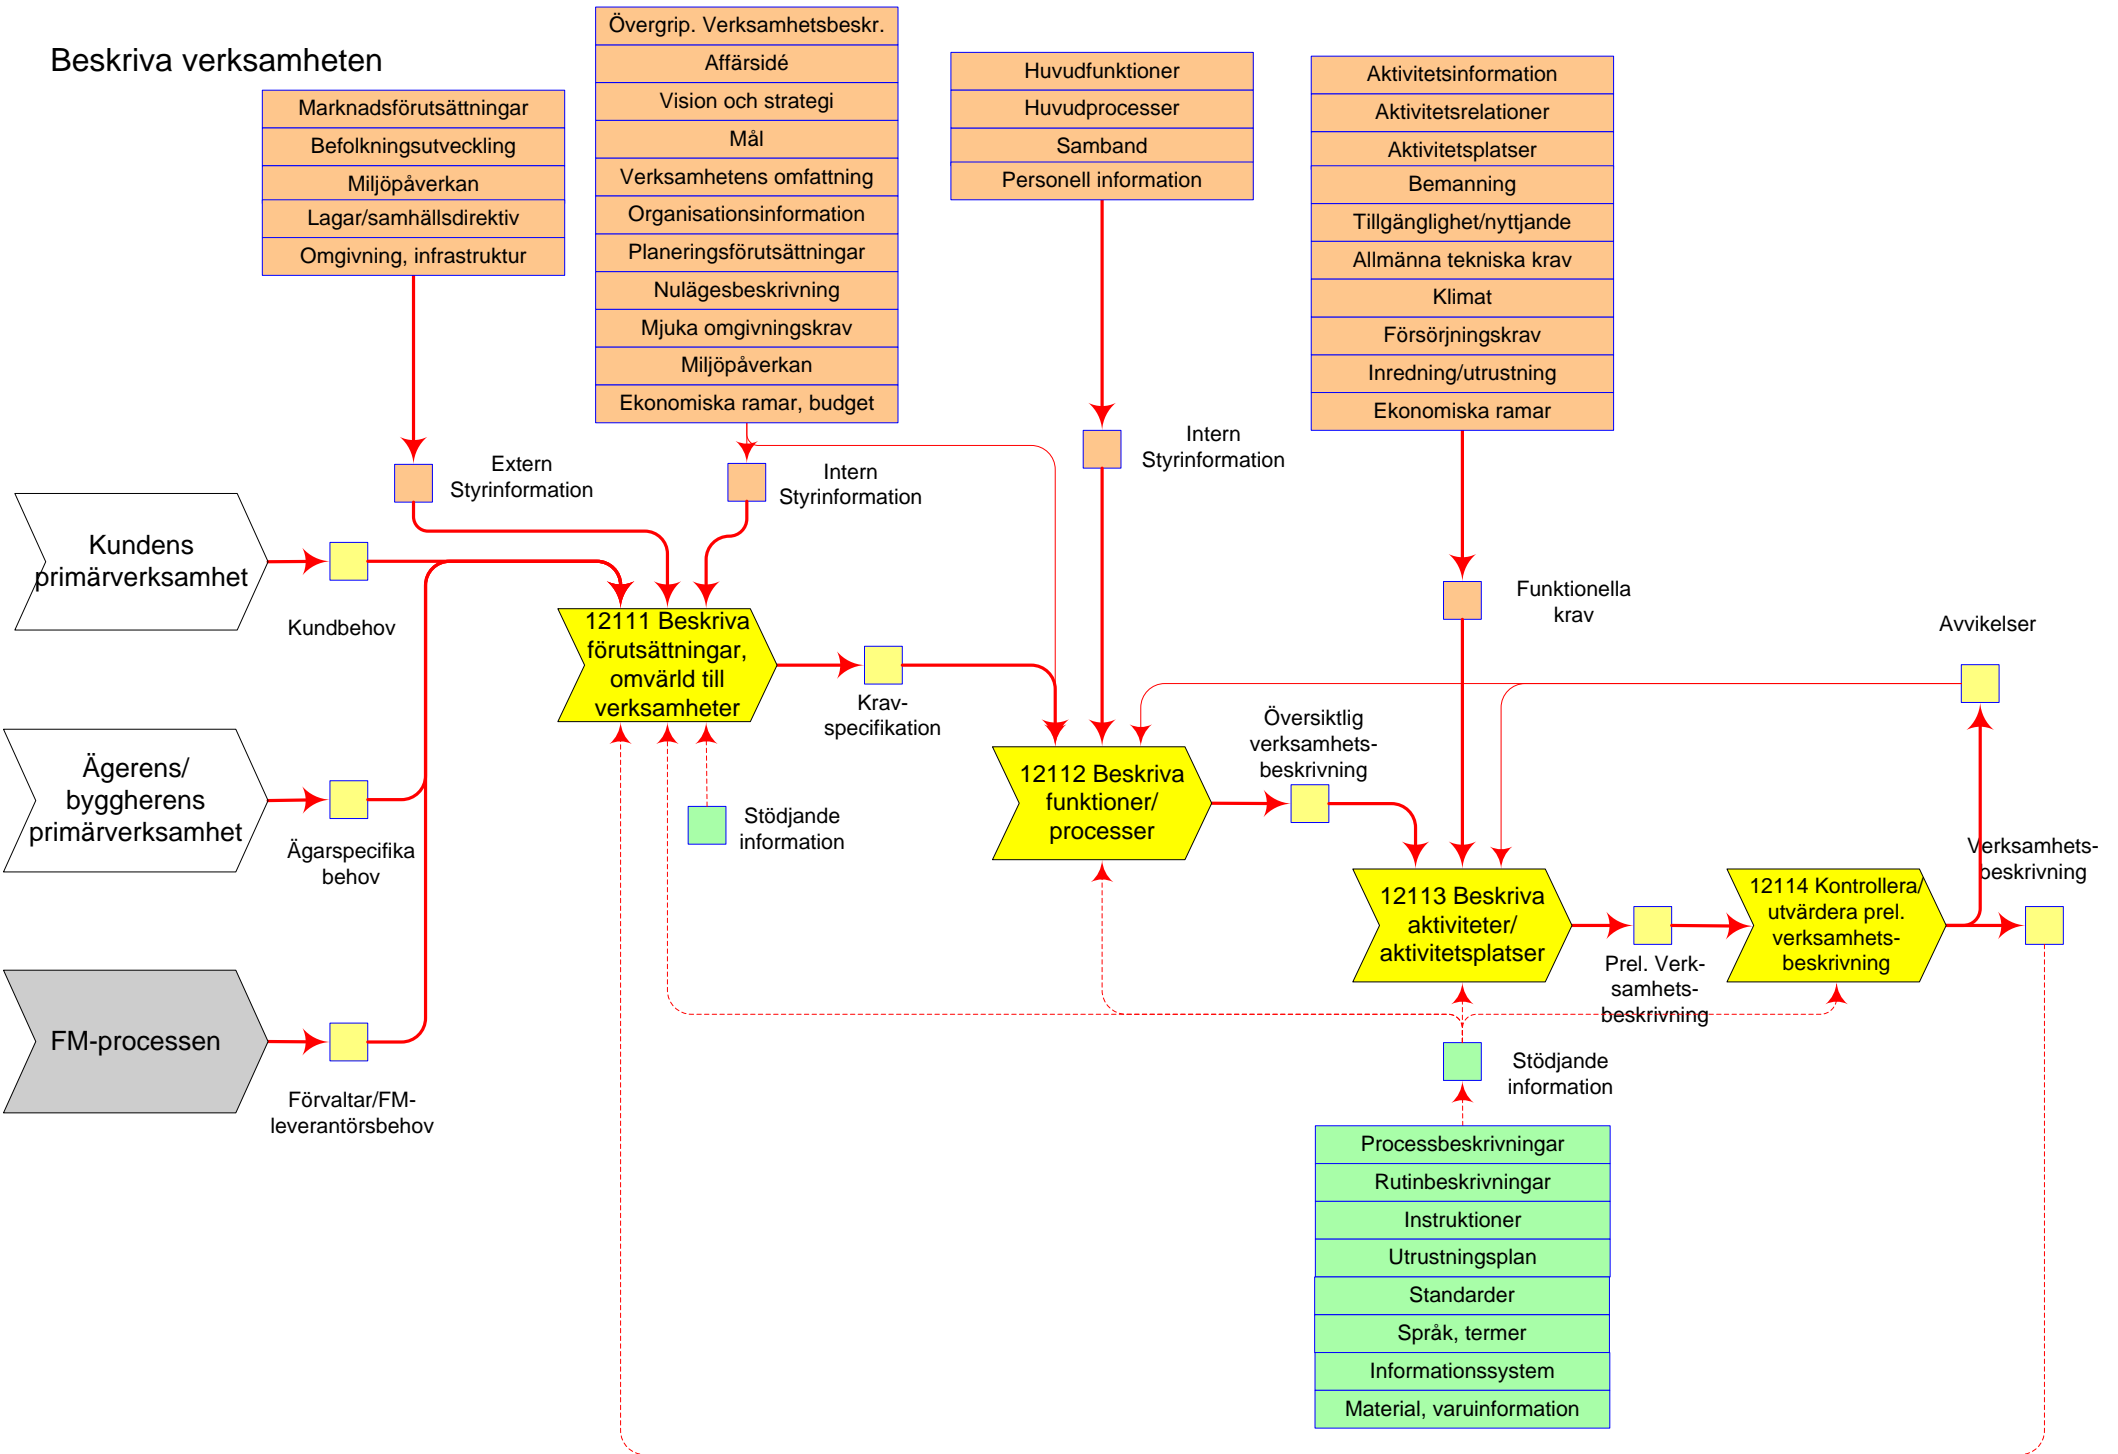 Beskriva verksamheten
Marknadsförutsättningar
Befolkningsutveckling
Miljöpåverkan
Lagar/samhällsdirektiv
Omgivning, infrastruktur
Övergrip. Verksamhetsbeskr.
Affärsidé
Vision och strategi
Mål
Verksamhetens omfattning
Organisationsinformation
Planeringsförutsättningar
Nulägesbeskrivning
Mjuka omgivningskrav
Miljöpåverkan
Ekonomiska ramar, budget
Huvudfunktioner
Huvudprocesser
Samband
Personell information
Aktivitetsinformation
Aktivitetsrelationer
Aktivitetsplatser
Bemanning
Tillgänglighet/nyttjande
Allmänna tekniska krav
Klimat
Försörjningskrav
Inredning/utrustning
Ekonomiska ramar
Extern
Styrinformation
Intern
Styrinformation
Intern
Styrinformation
Funktionella
krav
Avvikelser
Kundens
primärverksamhet
Kundbehov
Ägerens/
byggherens
primärverksamhet
Ägarspecifika
behov
FM-processen
Förvaltar/FM-
leverantörsbehov
12111 Beskriva
förutsättningar,
omvärld till
verksamheter
Krav-
specifikation
Stödjande
information
12112 Beskriva
funktioner/
processer
Översiktlig
verksamhets-
beskrivning
12113 Beskriva
aktiviteter/
aktivitetsplatser
Prel. Verk-
samhets-
beskrivning
12114 Kontrollera/
utvärdera prel.
verksamhets-
beskrivning
Verksamhets-
beskrivning
Stödjande
information
Processbeskrivningar
Rutinbeskrivningar
Instruktioner
Utrustningsplan
Standarder
Språk, termer
Informationssystem
Material, varuinformation